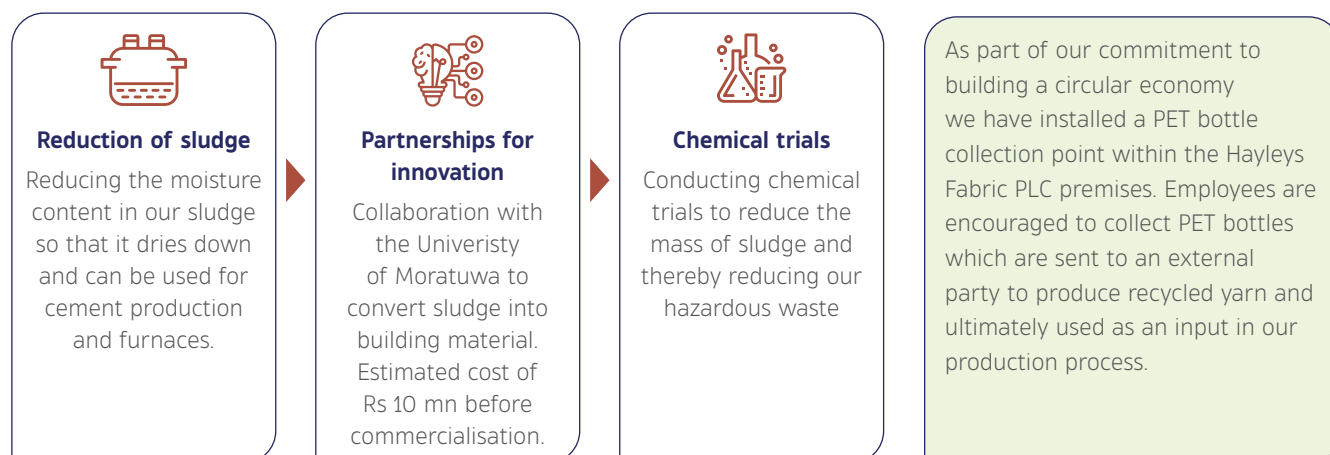 Reduction of sludge
Reducing the moisture
content in our sludge
so that it dries down
and can be used for
cement production
and furnaces.
Partnerships for
innovation
Collaboration with
the Univeristy
of Moratuwa to
convert sludge into
building material.
Estimated cost of
Rs 10 mn before
commercialisation.
Chemical trials
Conducting chemical
trials to reduce the
mass of sludge and
thereby reducing our
hazardous waste
As part of our commitment to
building a circular economy
we have installed a PET bottle
collection point within the Hayleys
Fabric PLC premises. Employees are
encouraged to collect PET bottles
which are sent to an external
party to produce recycled yarn and
ultimately used as an input in our
production process.